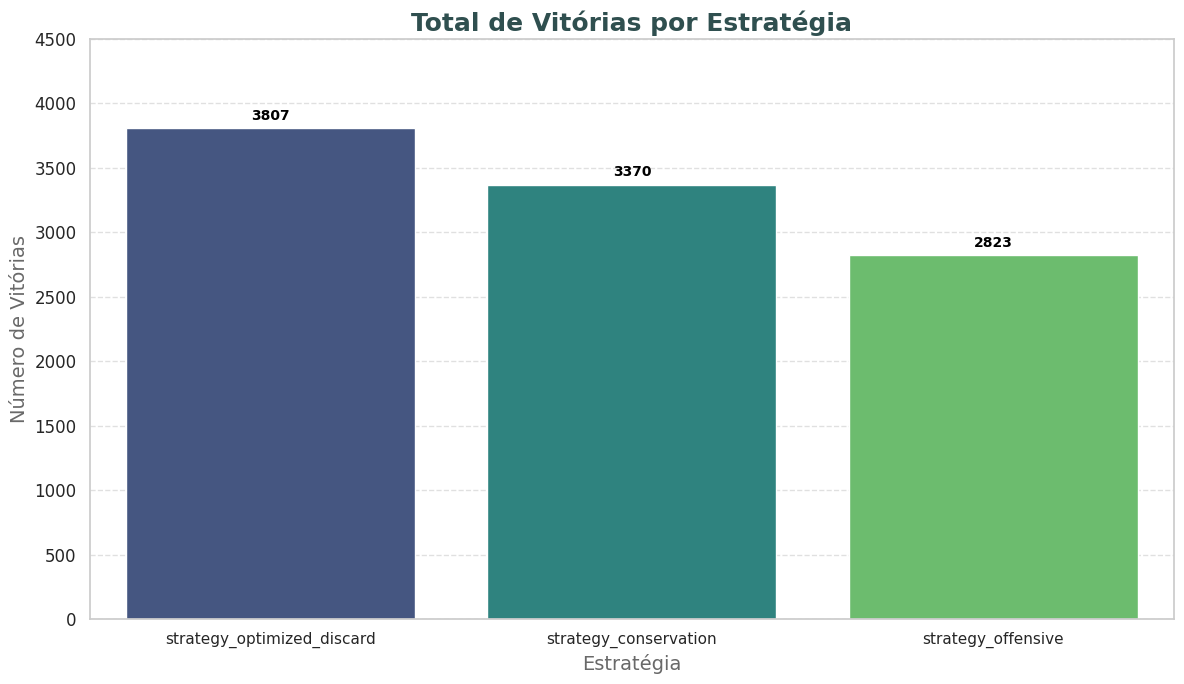 Total de Vitórias por Estratégia
4500
4000
3500
3000
2500
2000
1500
1000
500
0
Número de Vitórias
3807
3370
2823
strategy_optimized_discard
strategy_conservation
strategy_offensive
Estratégia